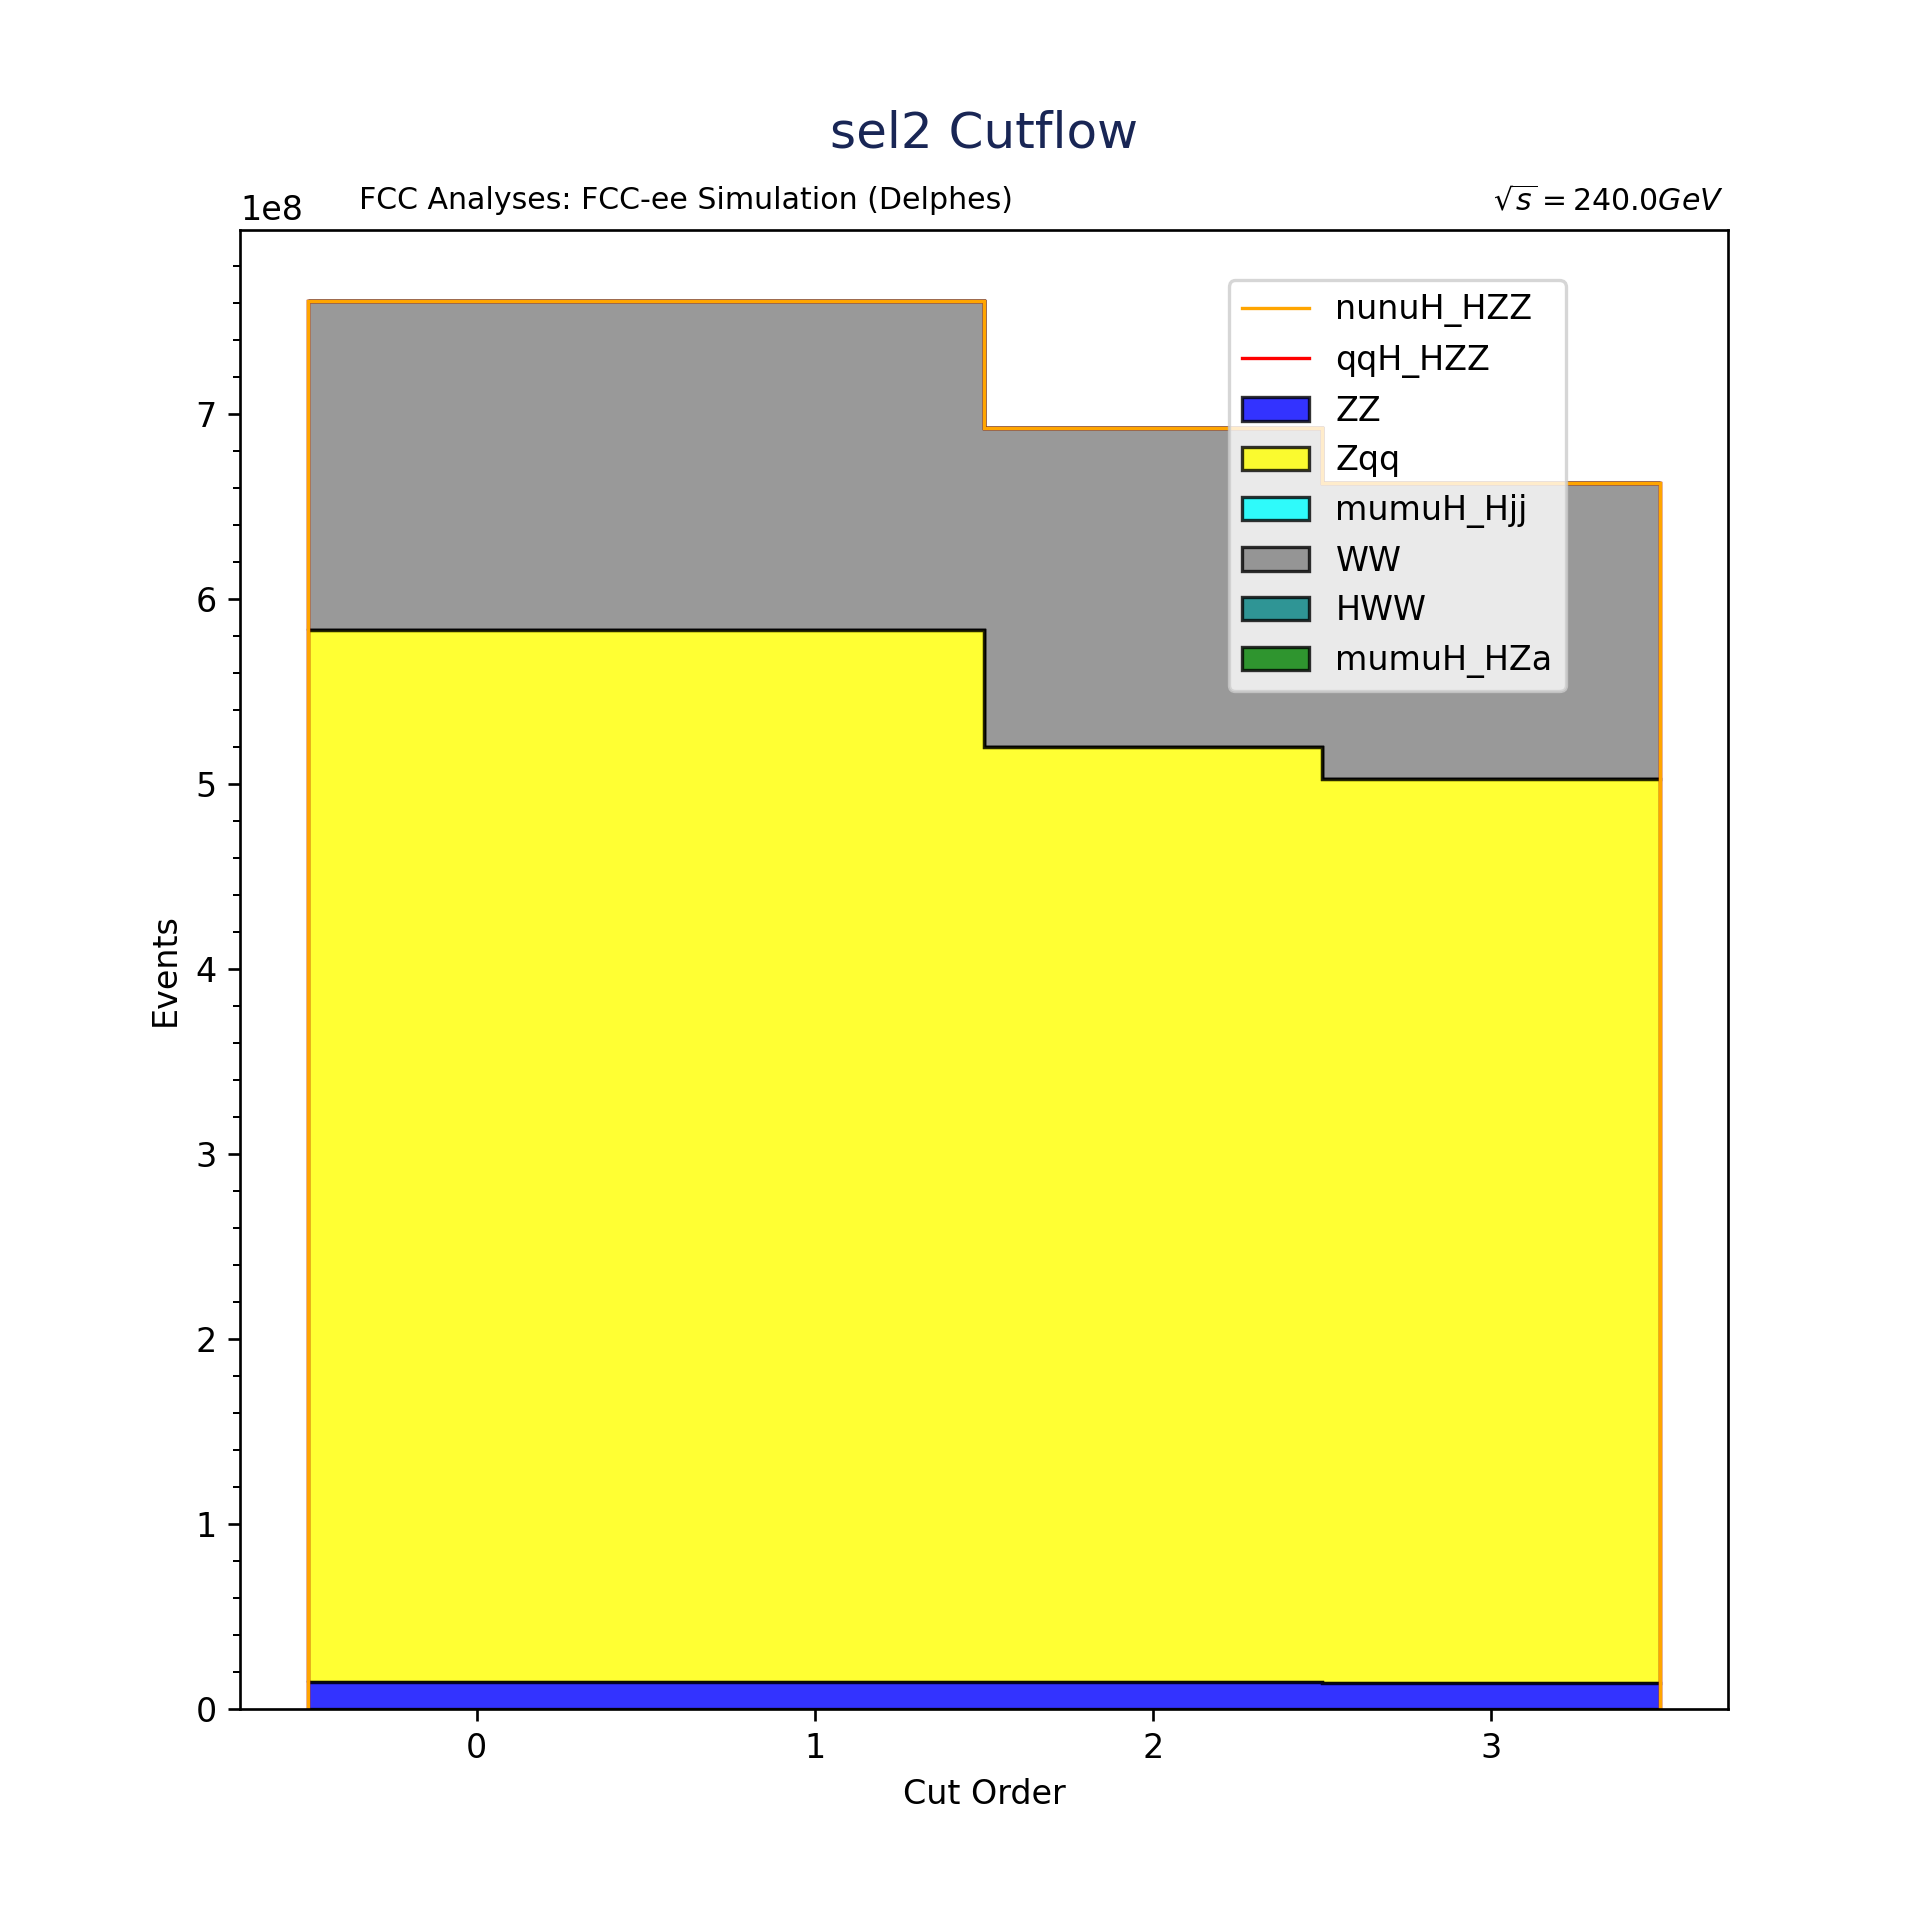 sel2 Cutflow
1e8
FCC Analyses: FCC-ee Simulation (Delphes)
√s = 240.0GeV
nunuH_HZZ
qqH_HZZ
ZZ
Zqq
mumuH_Hjj
WW
HWW
mumuH_HZa
7
6
5
4
3
2
1
0
Events
0 1 2 3
Cut Order